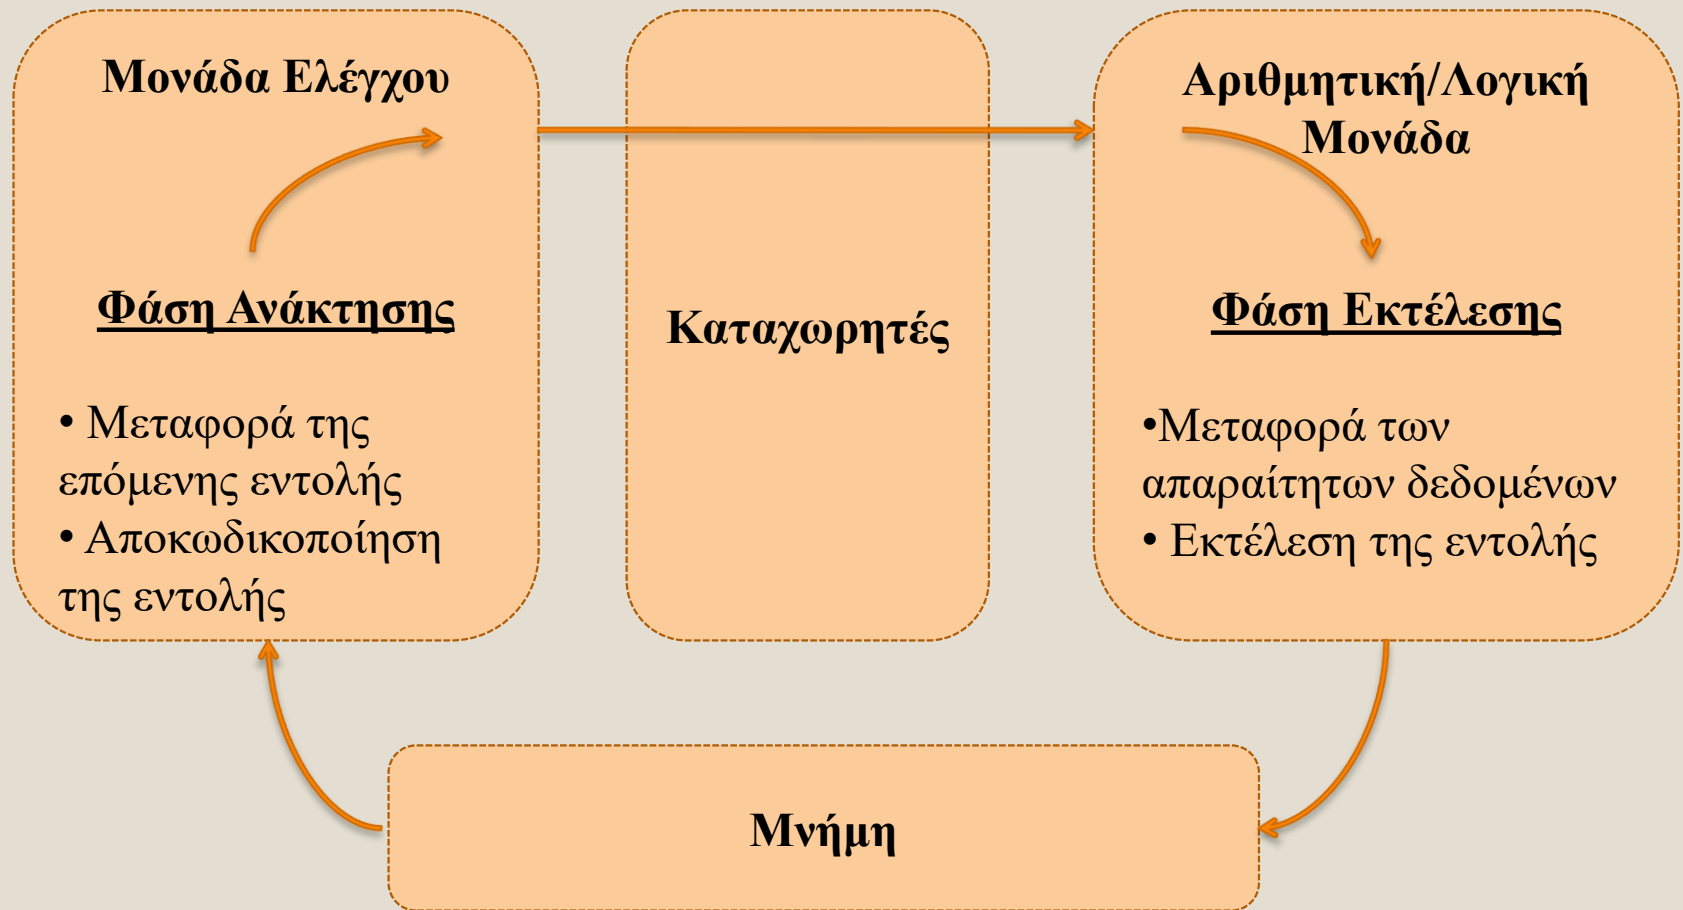 Μονάδα Ελέγχου
Φάση Ανάκτησης
• Μεταφορά της
επόμενης εντολής
• Αποκωδικοποίηση
της εντολής
Καταχωρητές
Αριθμητική/Λογική
Μονάδα
Φάση Εκτέλεσης
•Μεταφορά των
απαραίτητων δεδομένων
• Εκτέλεση της εντολής
Μνήμη